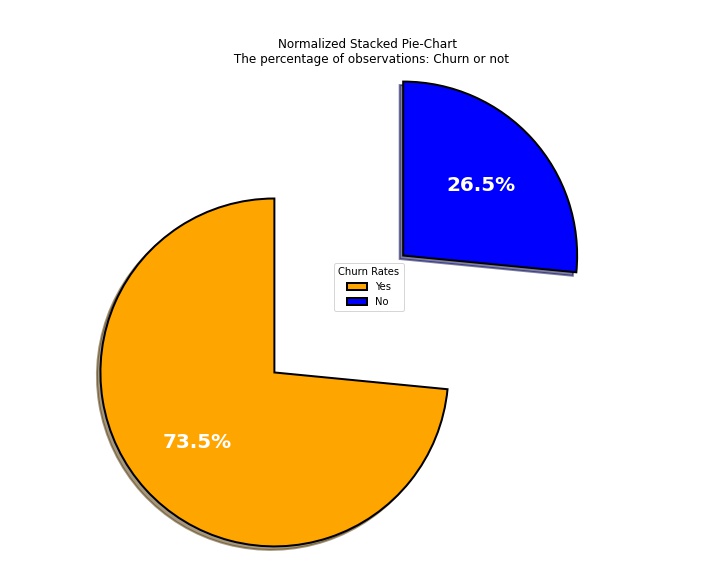 Normalized Stacked Pie-Chart
The percentage of observations: Churn or not
26.5%
Churn Rates
Yes
No
73.5%